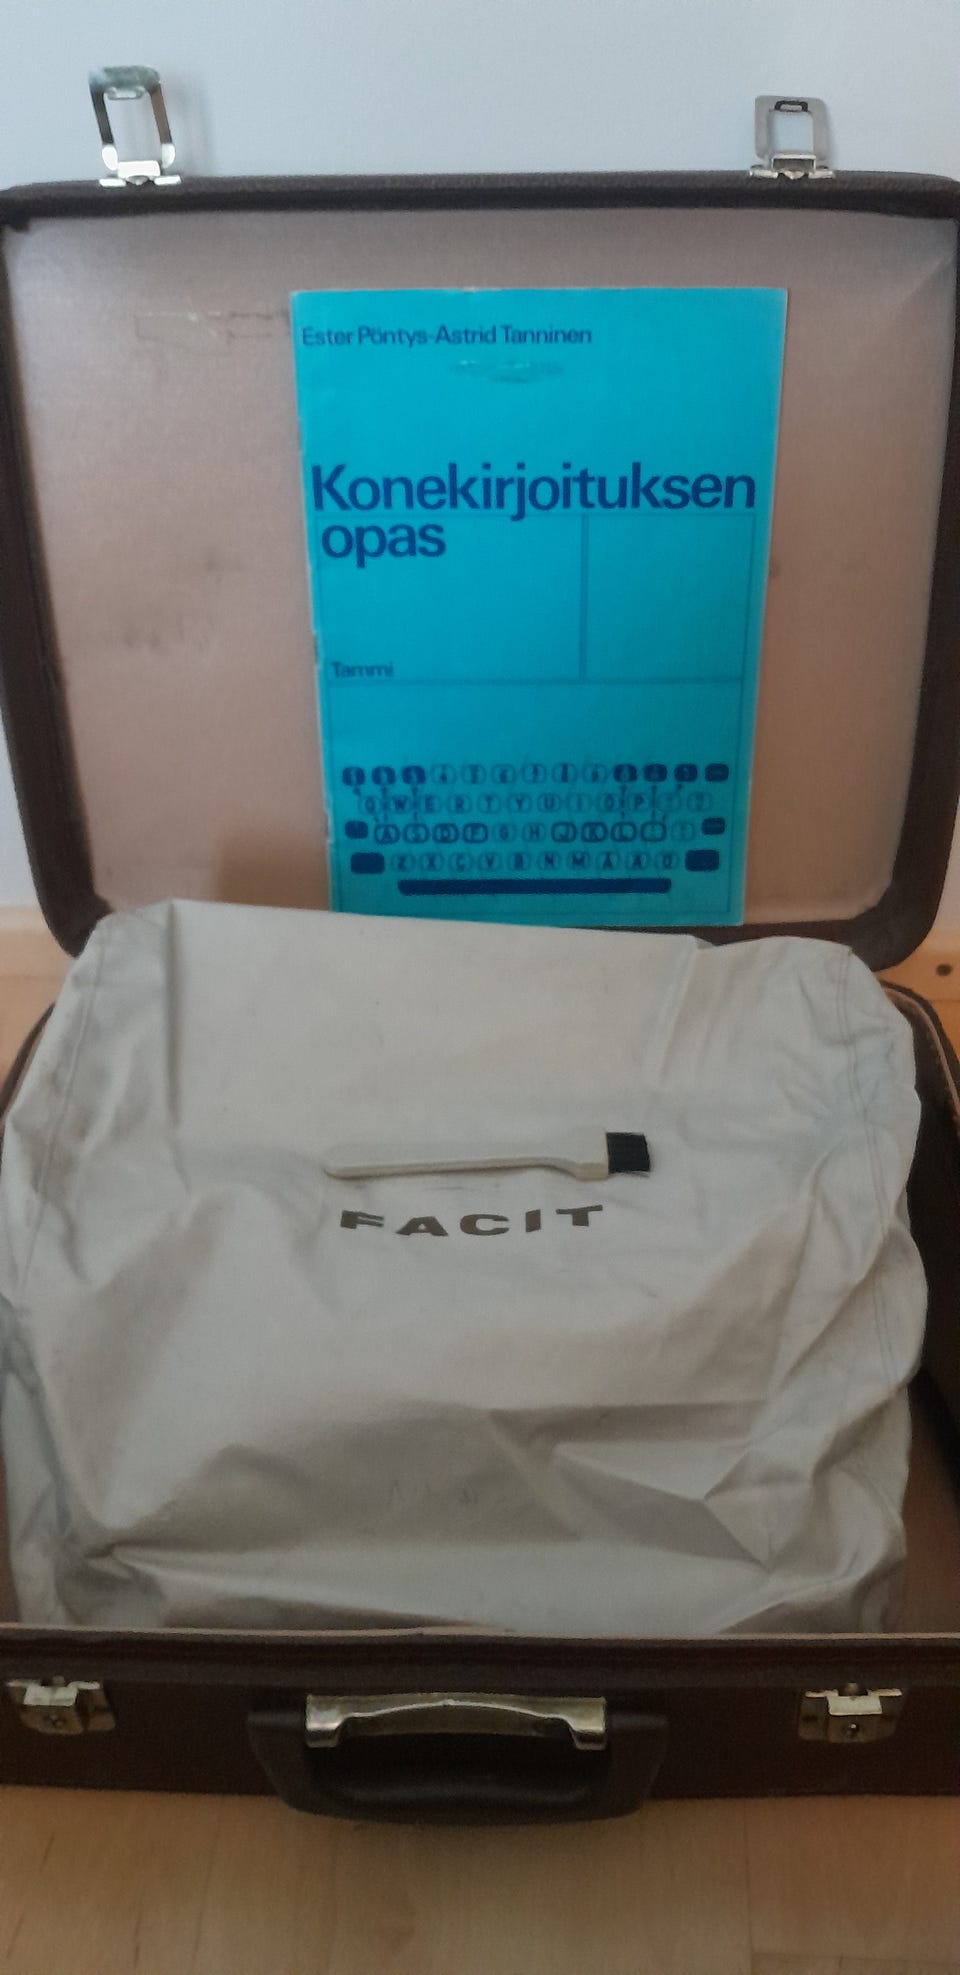 Ester Pöntys-Astrid Tanninen
Konekirjoituksen
opas
Tammi
Q W E R T Y U I O P
A S D F G H J K L
Z X C V B N M
FACIT